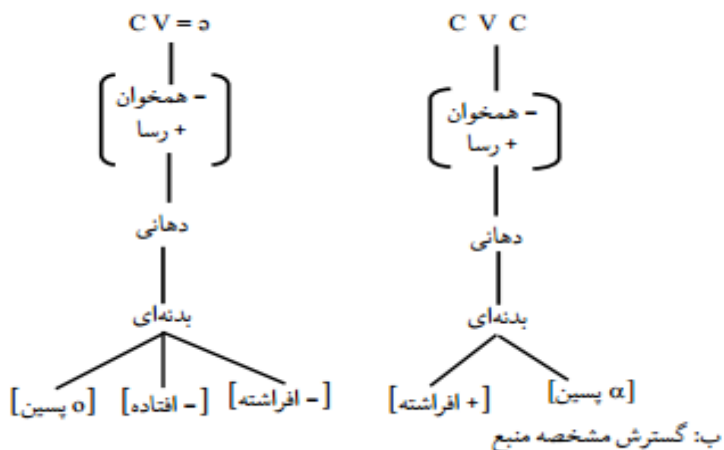 C V = ə
C V C
– همخوان
+ رسا
– همخوان
+ رسا
دهانی
دهانی
بدنه‌ای
بدنه‌ای
[o پسین] [– افتاده] [– افراشته]
[+ افراشته] [α پسین]
ب: گسترش مشخصه منبع